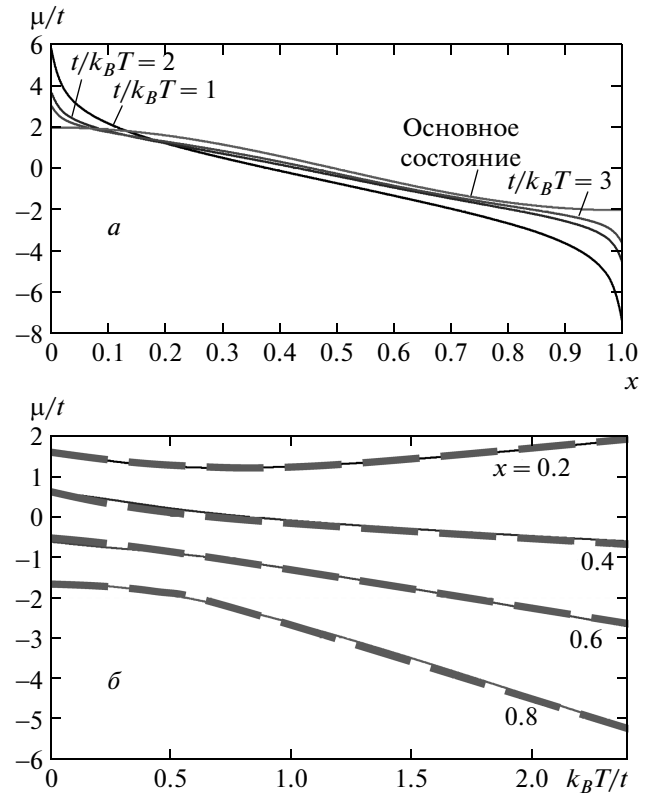 μ/t
6
4
2
0
−2
−4
−6
−8
t/k_BT = 2
t/k_BT = 1
Основное
состояние
t/k_BT = 3
а
0 0.1 0.2 0.3 0.4 0.5 0.6 0.7 0.8 0.9 1.0
x
μ/t
2
1
0
−1
−2
−3
−4
−5
−6
x = 0.2
0.4
0.6
0.8
б
0 0.5 1.0 1.5 2.0 k_BT/t